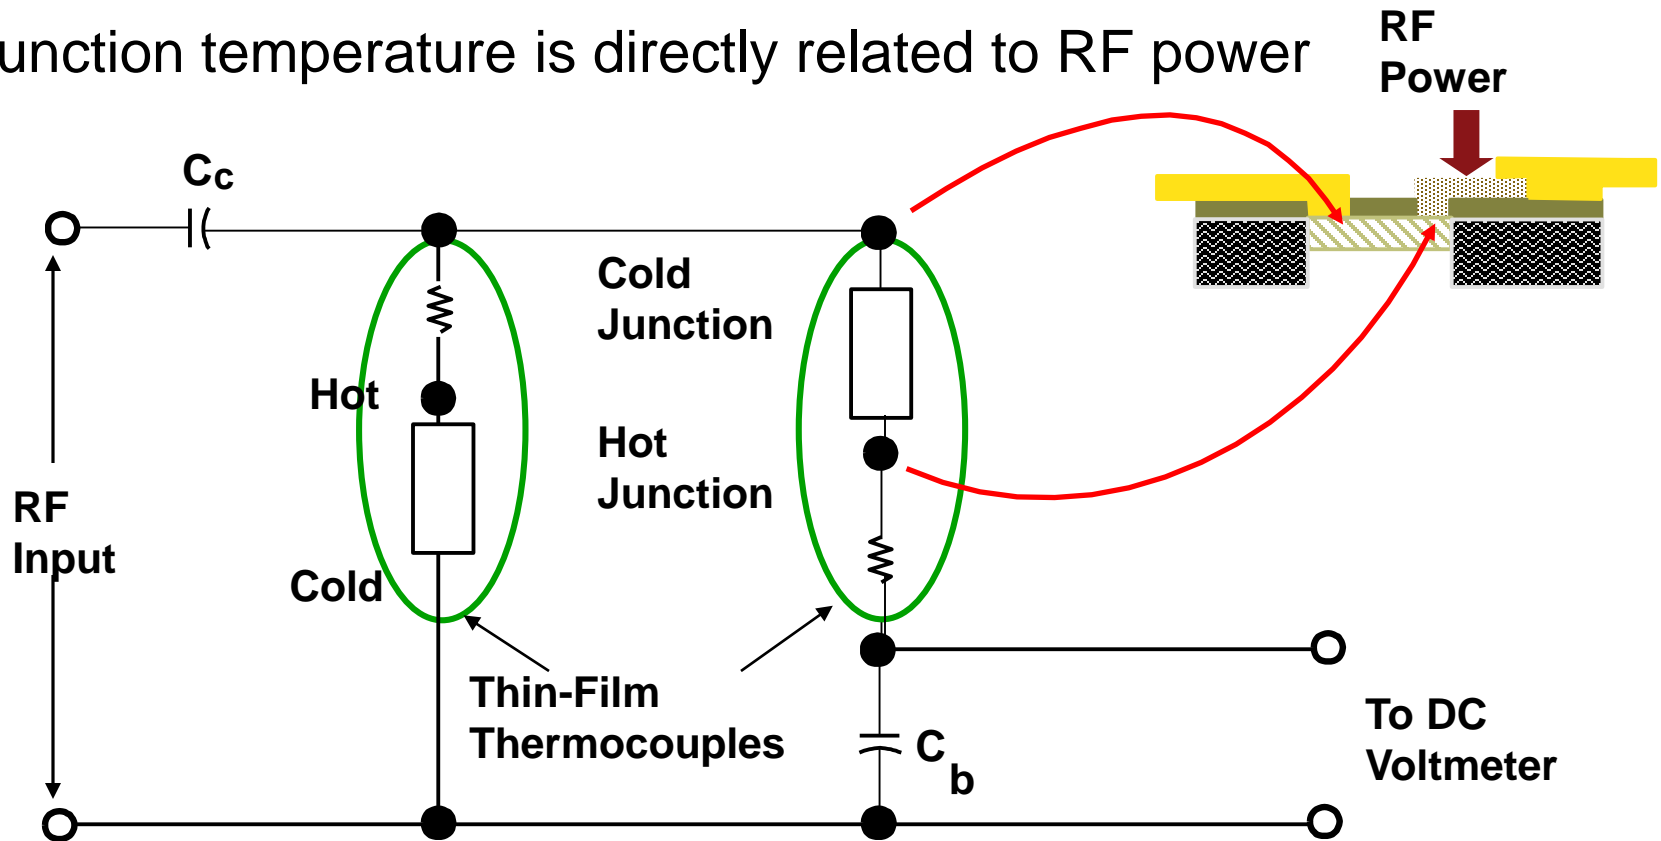 unction temperature is directly related to RF power
RF
Power
Cc
Cold
Junction
Hot
Hot
Junction
RF
Input
Cold
Thin-Film
Thermocouples
C
b
To DC
Voltmeter